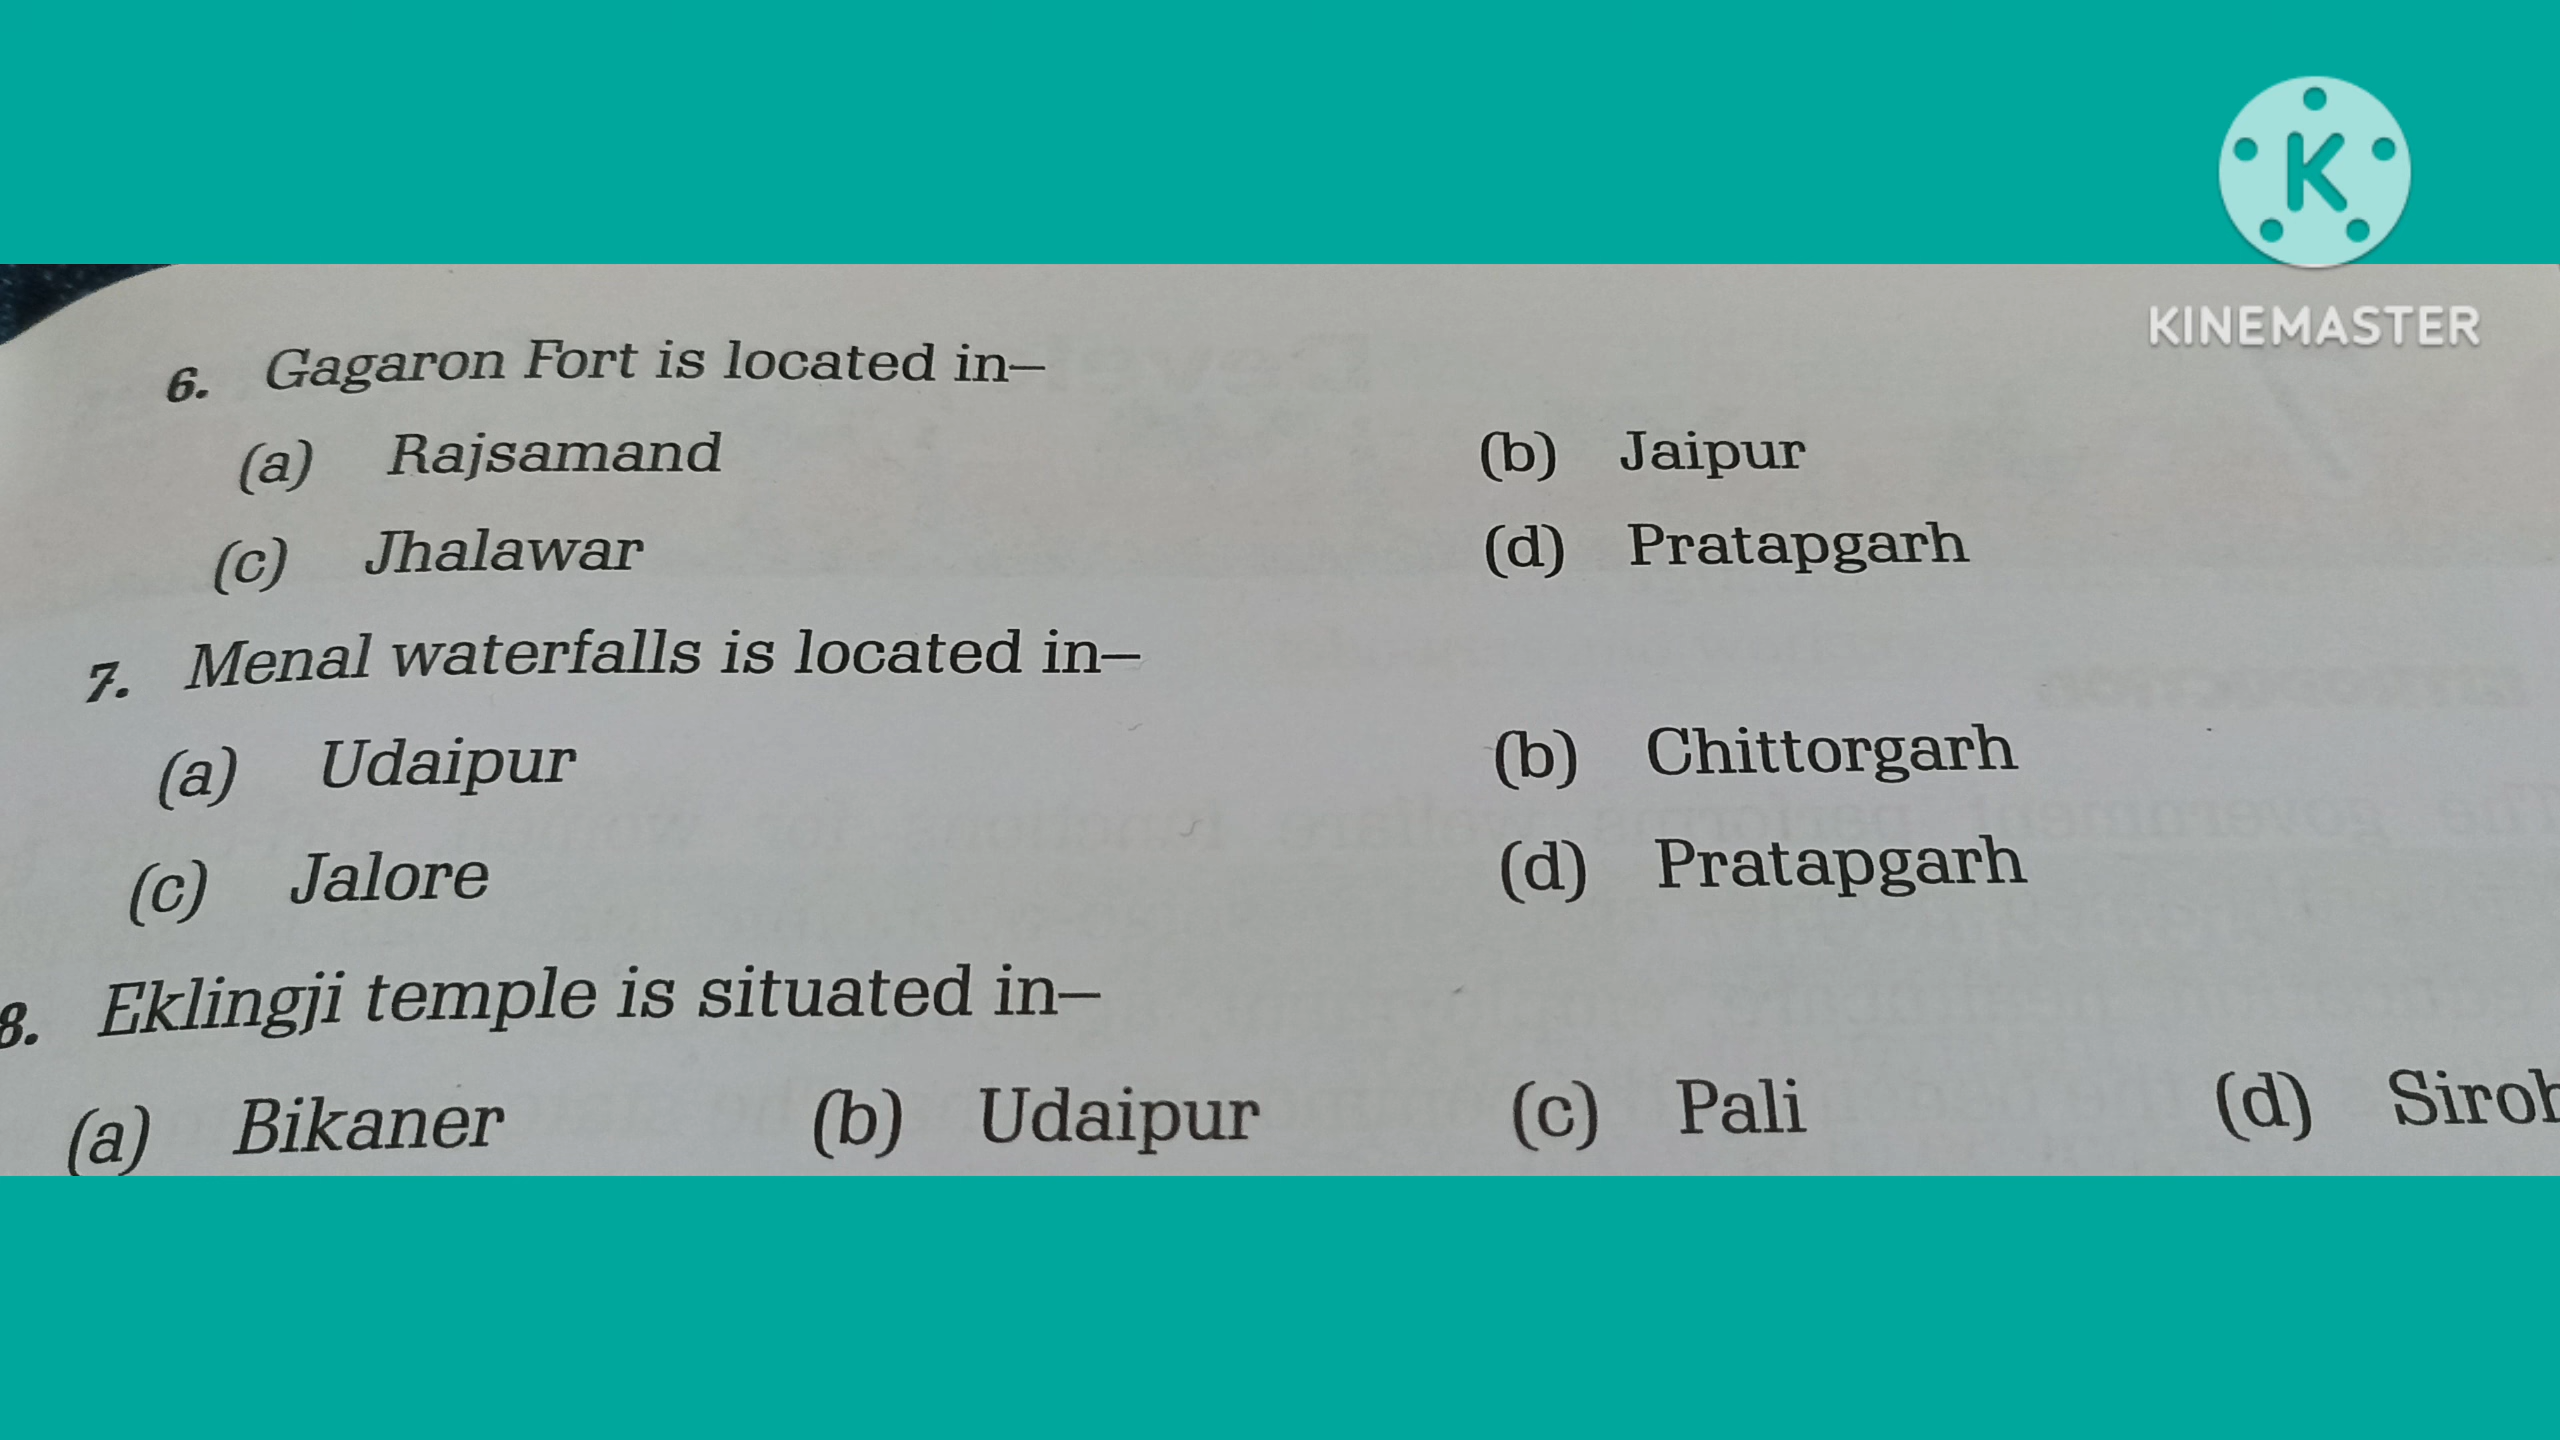 K
KINEMASTER
6. Gagaron Fort is located in–
(a) Rajsamand (b) Jaipur
(c) Jhalawar (d) Pratapgarh
7. Menal waterfalls is located in–
(a) Udaipur (b) Chittorgarh
(c) Jalore (d) Pratapgarh
8. Eklingji temple is situated in–
(a) Bikaner (b) Udaipur (c) Pali (d)